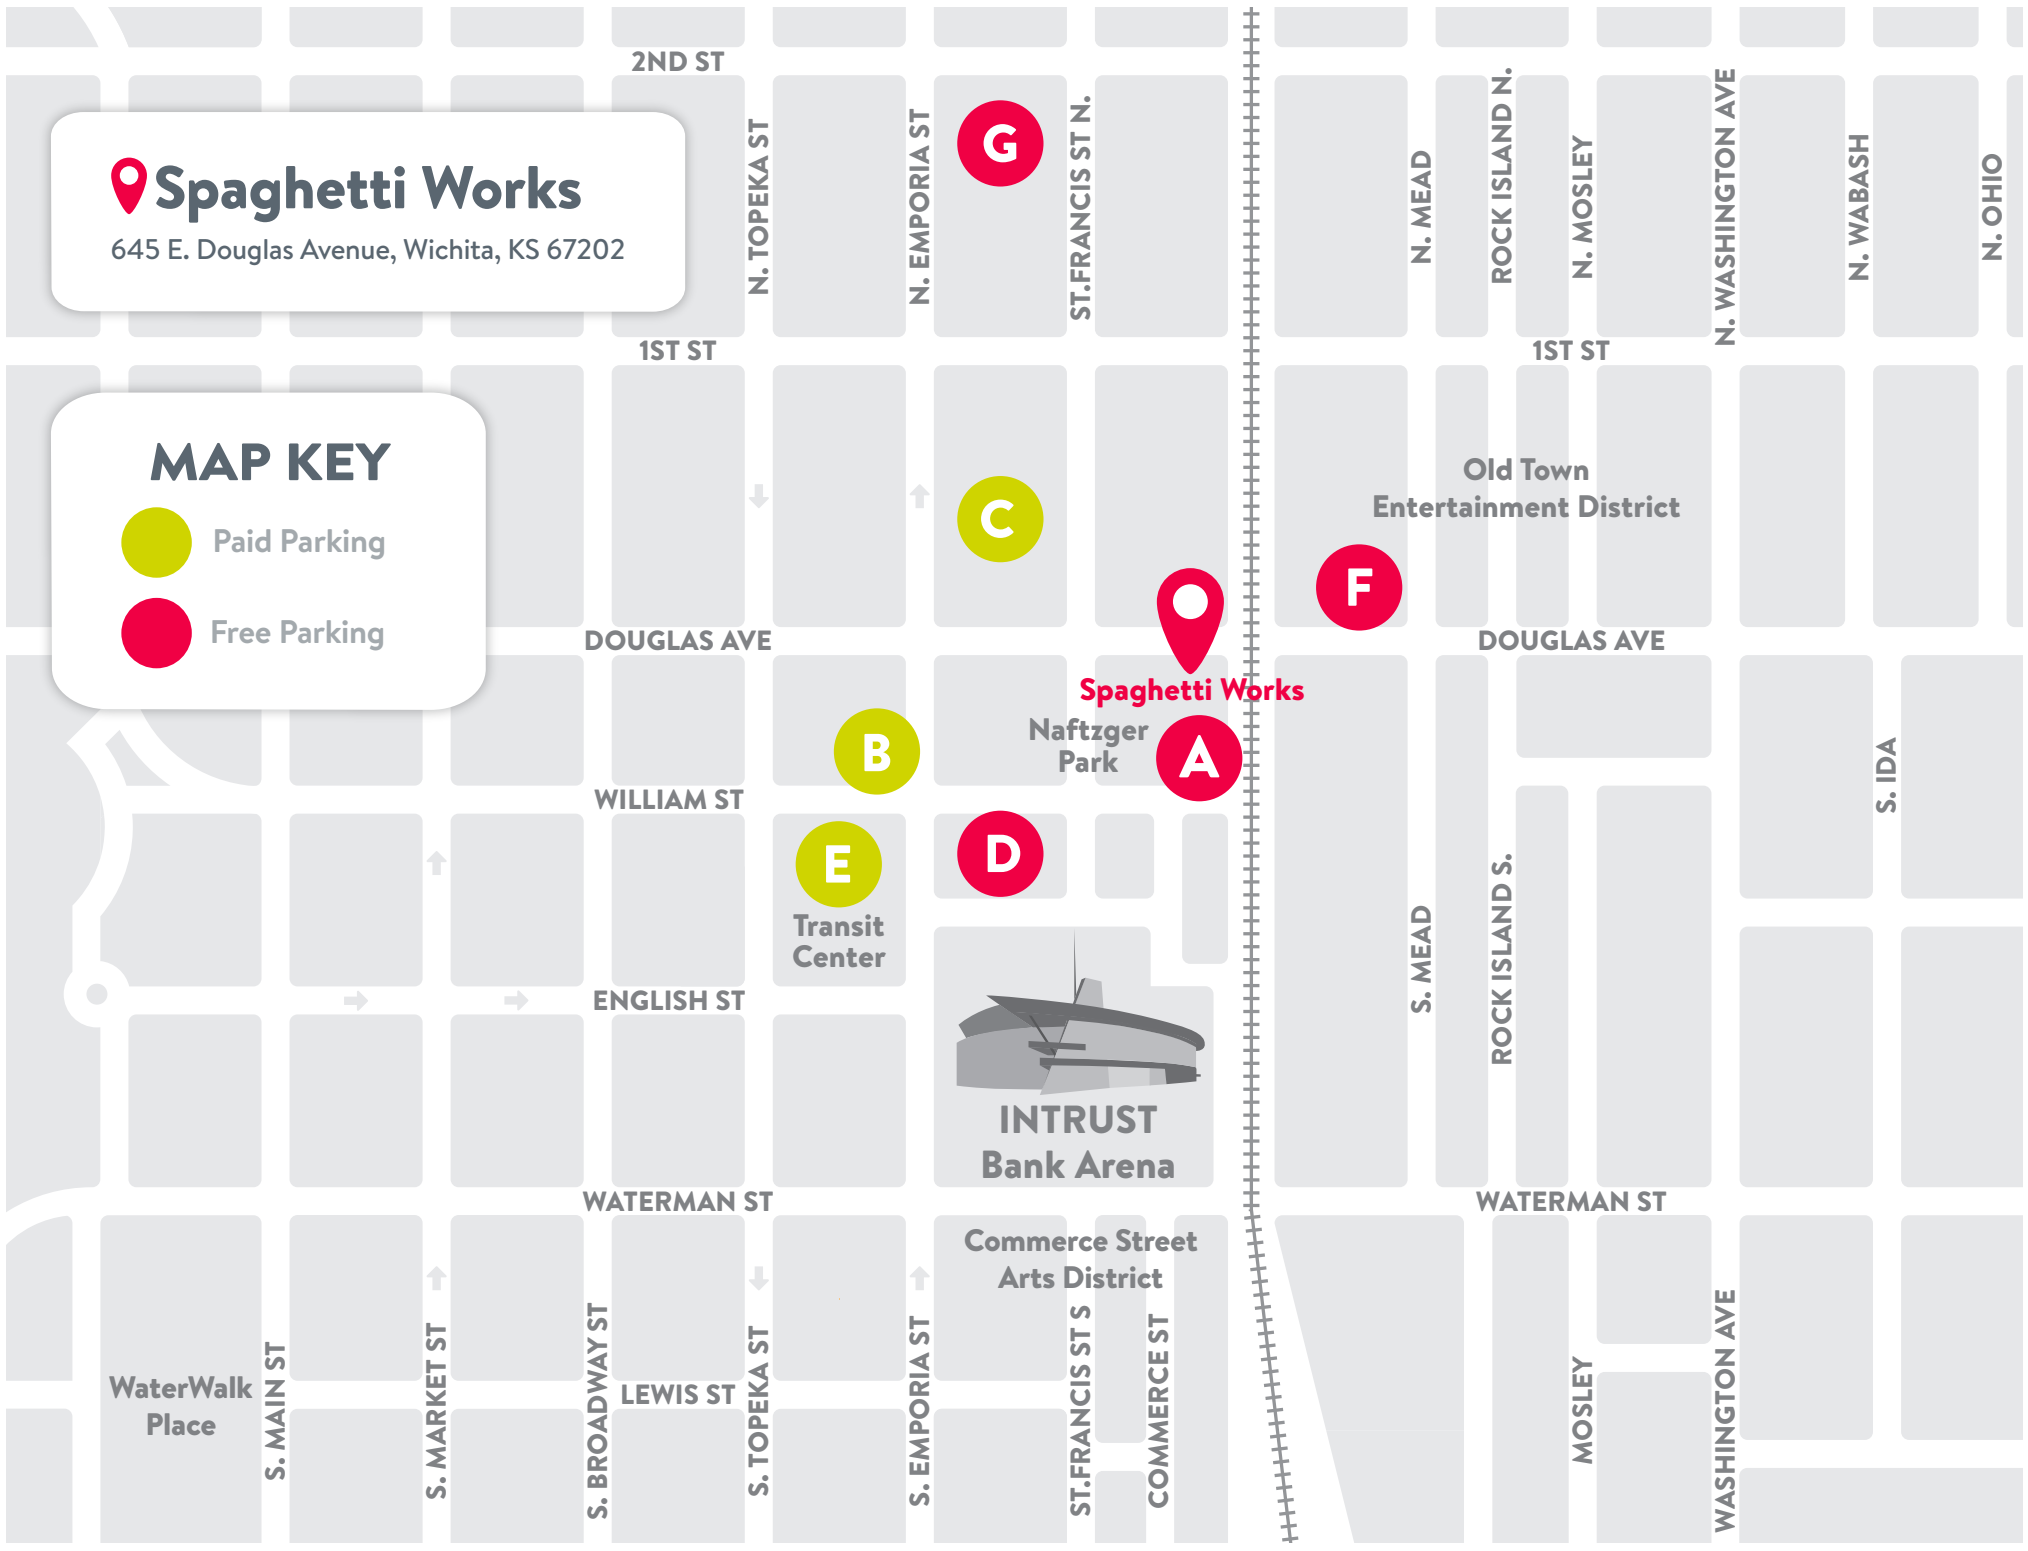 2ND ST
Spaghetti Works
645 E. Douglas Avenue, Wichita, KS 67202
N. TOPEKA ST
N. EMPORIA ST
G
ST.FRANCIS ST N.
N. MEAD
ROCK ISLAND N.
N. MOSLEY
N. WASHINGTON AVE
N. WABASH
N. OHIO
1ST ST
1ST ST
MAP KEY
Paid Parking
Free Parking
C
Old Town
Entertainment District
F
DOUGLAS AVE
DOUGLAS AVE
Spaghetti Works
Naftzger
Park
A
B
WILLIAM ST
S. IDA
E
D
Transit
Center
S. MEAD
ROCK ISLAND S.
ENGLISH ST
INTRUST
Bank Arena
WATERMAN ST
WATERMAN ST
Commerce Street
Arts District
WaterWalk
Place
S. MAIN ST
S. MARKET ST
S. BROADWAY ST
LEWIS ST
S. TOPEKA ST
S. EMPORIA ST
ST.FRANCIS ST S
COMMERCE ST
MOSLEY
WASHINGTON AVE